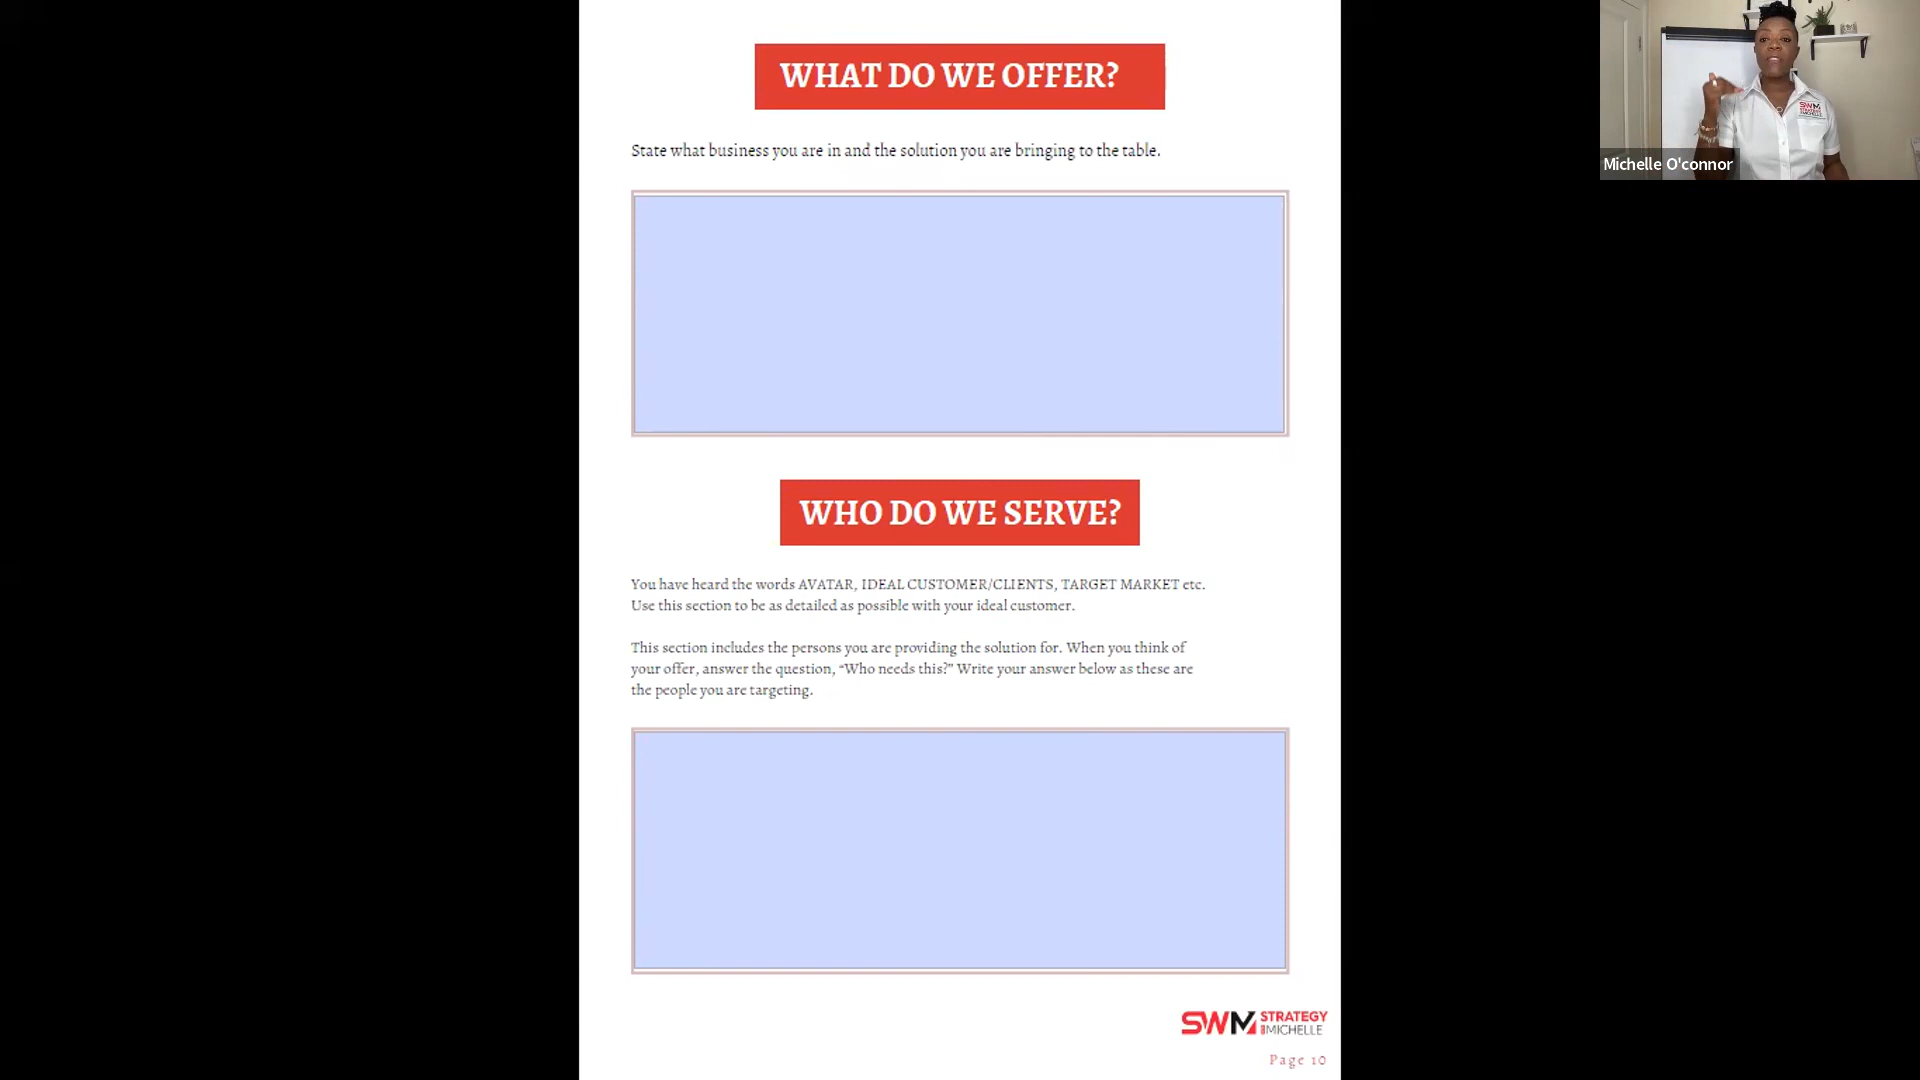 WHAT DO WE OFFER?
State what business you are in and the solution you are bringing to the table.
WHO DO WE SERVE?
You have heard the words AVATAR, IDEAL CUSTOMER/CLIENTS, TARGET MARKET etc.
Use this section to be as detailed as possible with your ideal customer.
This section includes the persons you are providing the solution for. When you think of
your offer, answer the question, “Who needs this?” Write your answer below as these are
the people you are targeting.
SWM STRATEGY
MICHELLE
Page 10
SWM
Michelle O'connor